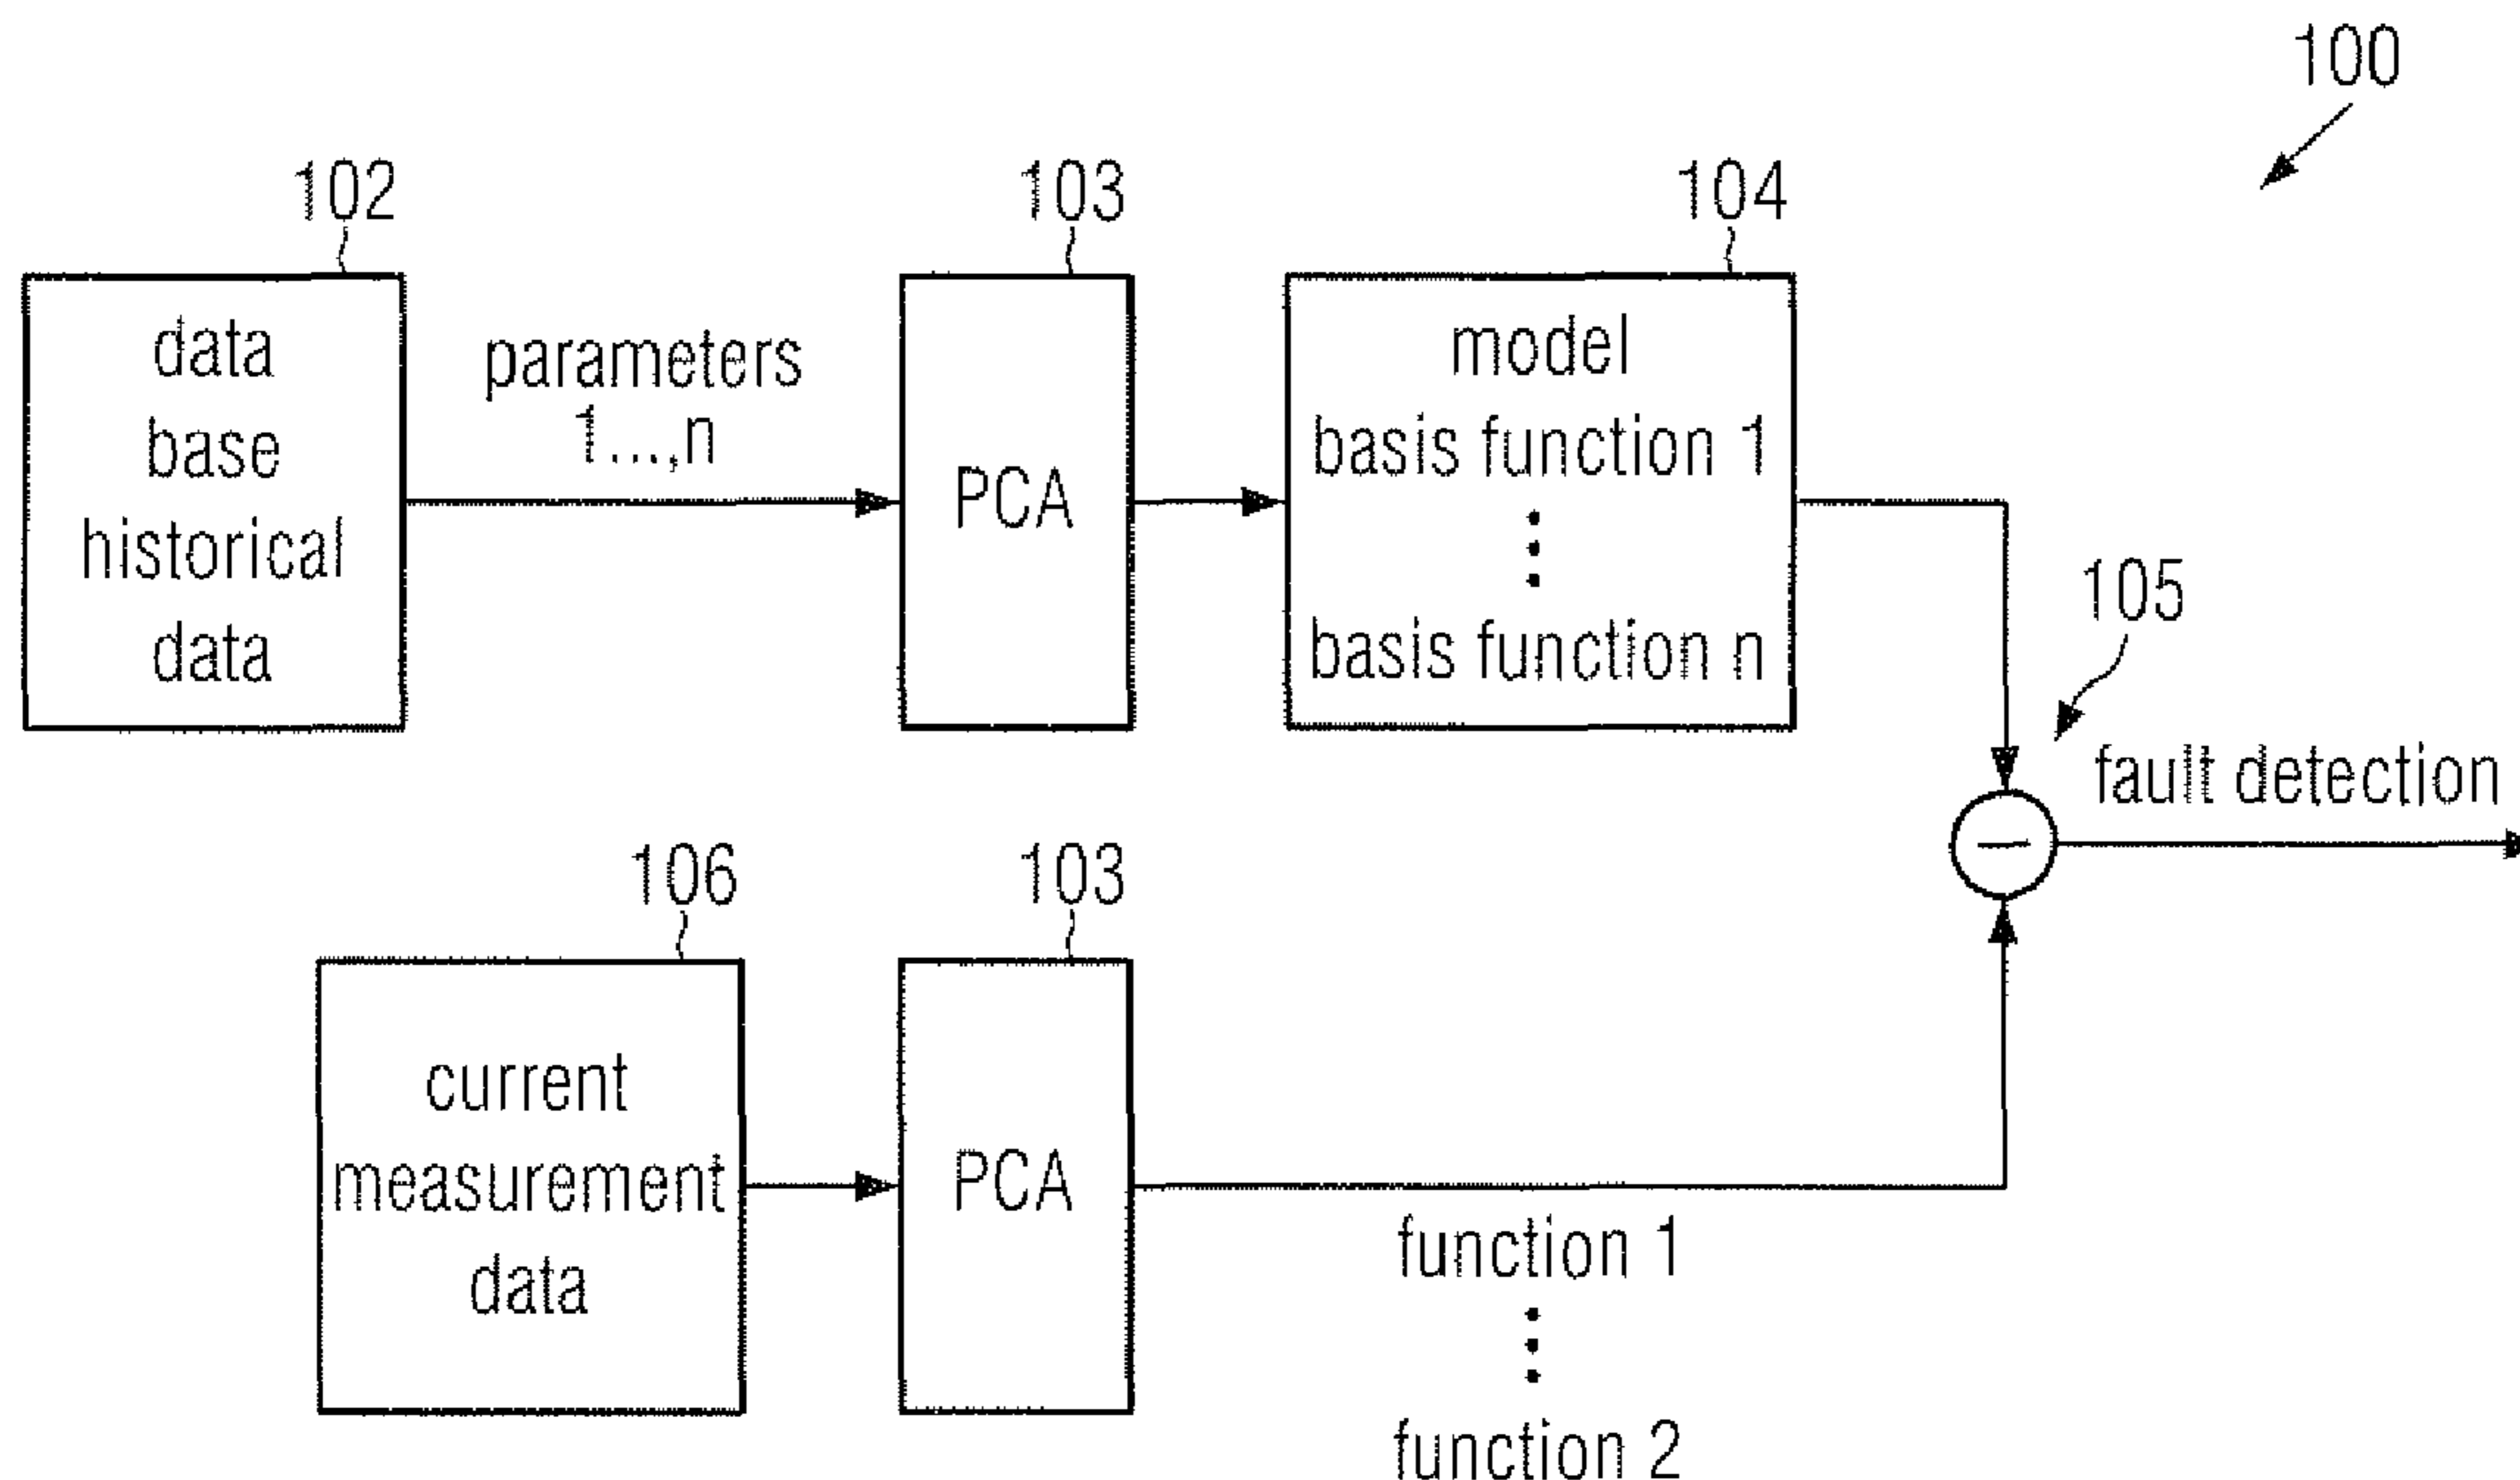 100
102
103
104
data
base
historical
data
parameters
1...,n
PCA
model
basis function 1
basis function n
105
fault detection
106
103
current
measurement
data
PCA
function 1
function 2